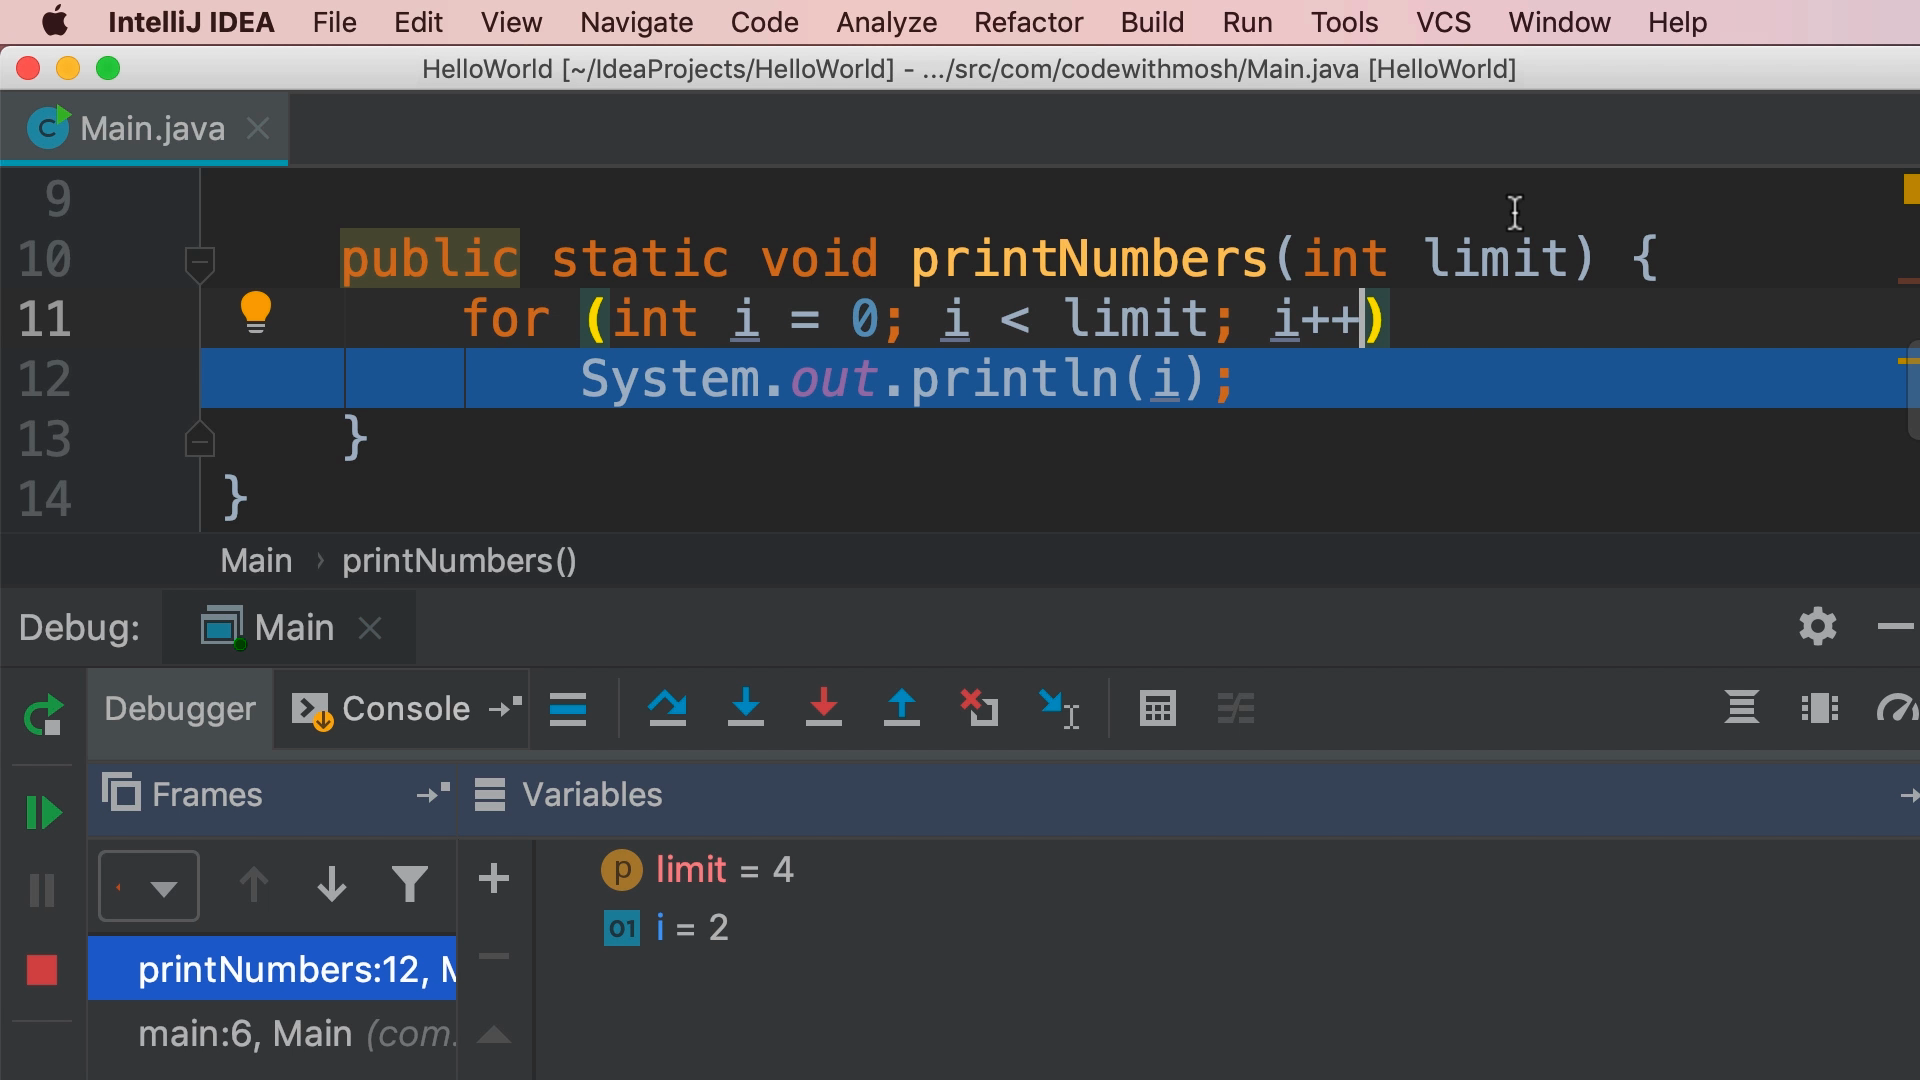 IntelliJ IDEA File Edit View Navigate Code Analyze Refactor Build Run Tools VCS Window Help
HelloWorld [~/IdeaProjects/HelloWorld] - .../src/com/codewithmosh/Main.java [HelloWorld]
C Main.java
9
10 public static void printNumbers(int limit) {
11 for (int i = 0; i < limit; i++)
12 System.out.println(i);
13 }
14 }
Main › printNumbers()
Debug: Main
Debugger Console
Frames Variables
p limit = 4
01 i = 2
printNumbers:12, M
main:6, Main (com.